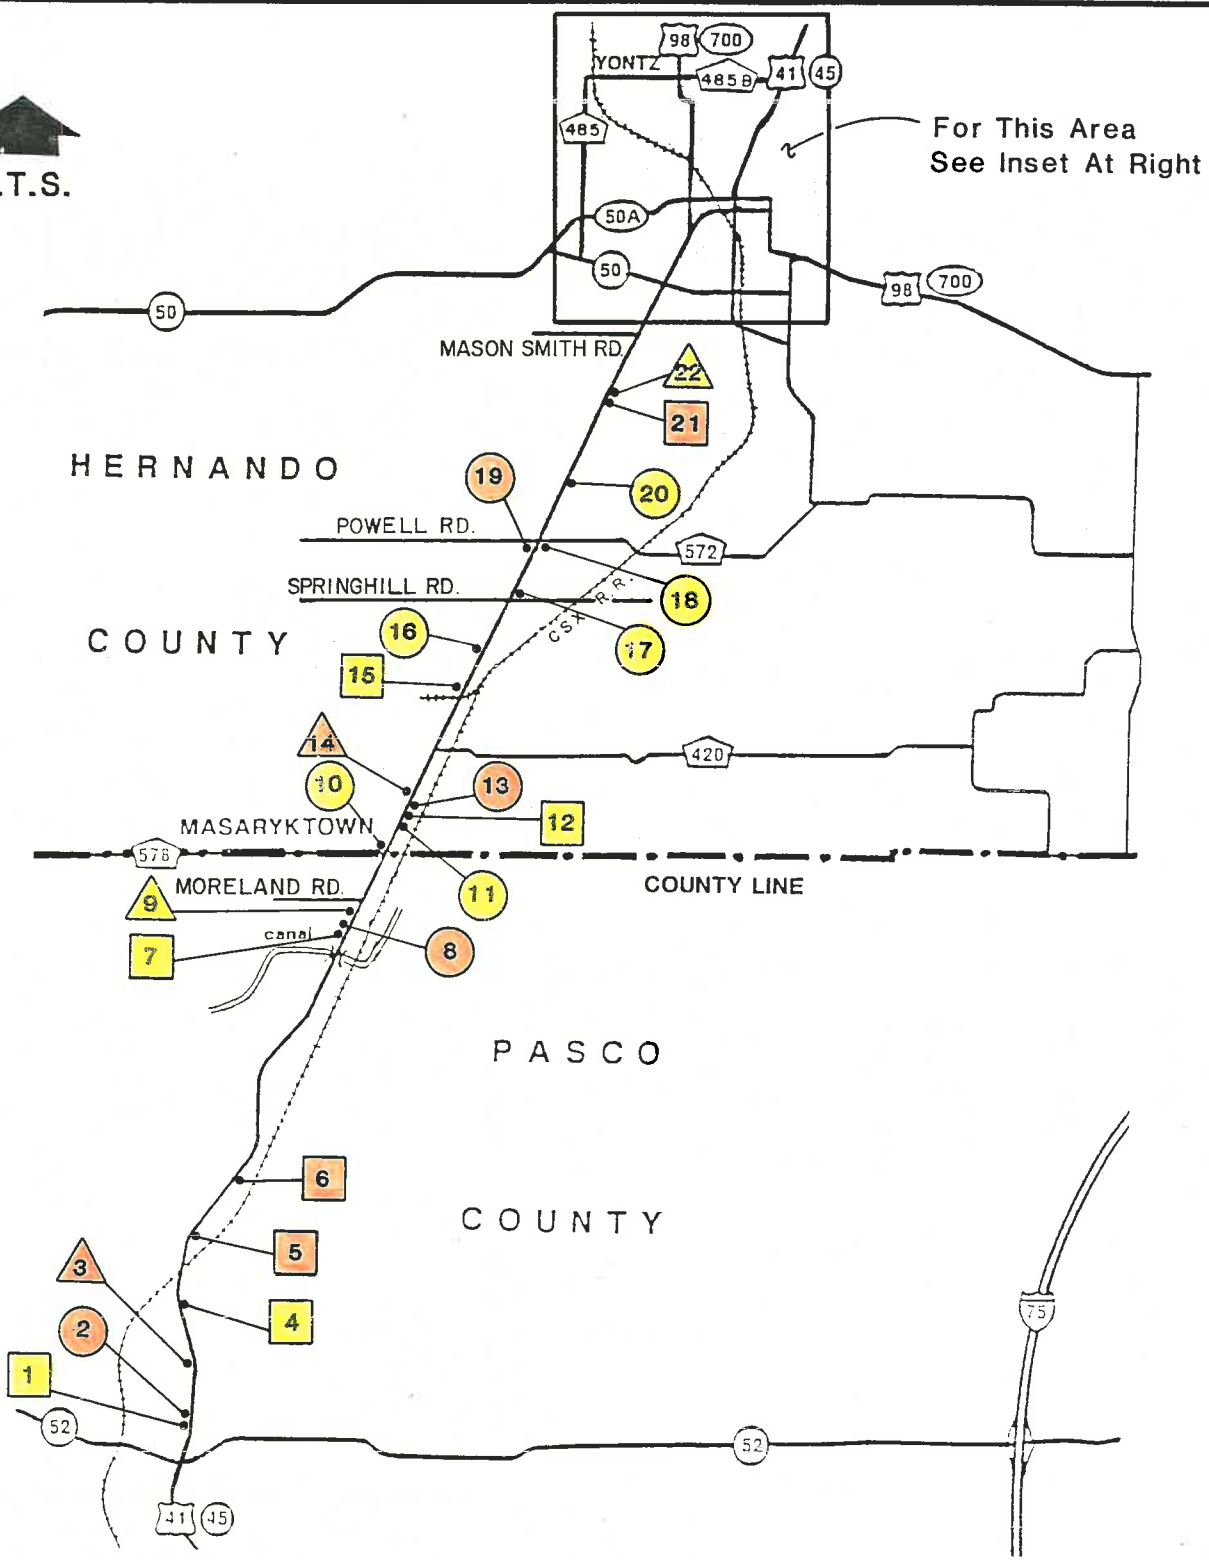 98
700
YONTZ
485B
41
45
485
For This Area
See Inset At Right
.T.S.
50A
50
50
98
700
MASON SMITH RD.
22
21
HERNANDO
19
20
POWELL RD.
572
SPRINGHILL RD.
18
CSX R.R.
COUNTY
16
17
15
14
420
10
13
MASARYKTOWN
12
578
COUNTY LINE
MORELAND RD.
9
11
canal
7
8
PASCO
6
COUNTY
5
3
75
4
2
1
52
52
41
45